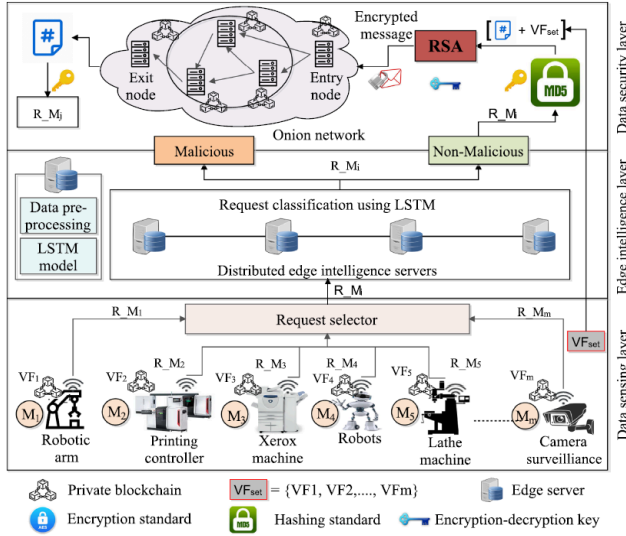 Encrypted
message
RSA
[ # + VFset ]
#
MD5
Exit
node
Entry
node
R_Mj
Onion network
R_Mi
Data security layer
Malicious
Non-Malicious
R_Mi
Data pre-
processing
LSTM
model
Request classification using LSTM
Distributed edge intelligence servers
Edge intelligence layer
R_Mi
R_M1
Request selector
R_Mm
VFset
R_M2
R_M3
R_M4
R_M5
VF1
VF2
VF3
VF4
VF5
VFm
M1
M2
M3
M4
M5
Mm
Robotic
arm
Printing
controller
Xerox
machine
Robots
Lathe
machine
Camera
surveilliance
Data sensing layer
Private blockchain
VFset = {VF1, VF2,...., VFm}
Edge server
AES
Encryption standard
MD5
Hashing standard
Encryption-decryption key